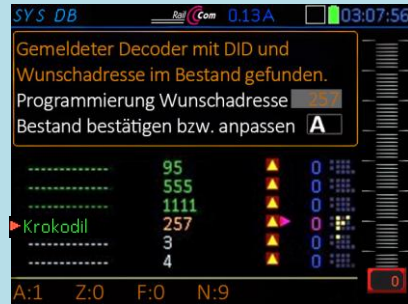 SYS DB RailCom 0.13A 03:07:56
Gemeldeter Decoder mit DID und
Wunschadresse im Bestand gefunden.
Programmierung Wunschadresse 257
Bestand bestätigen bzw. anpassen A
------------- 95 0
------------- 555 0
------------- 1111 0
Krokodil 257 0
------------- 3 0
------------- 4 0
0
A:1 Z:0 F:0 N:9